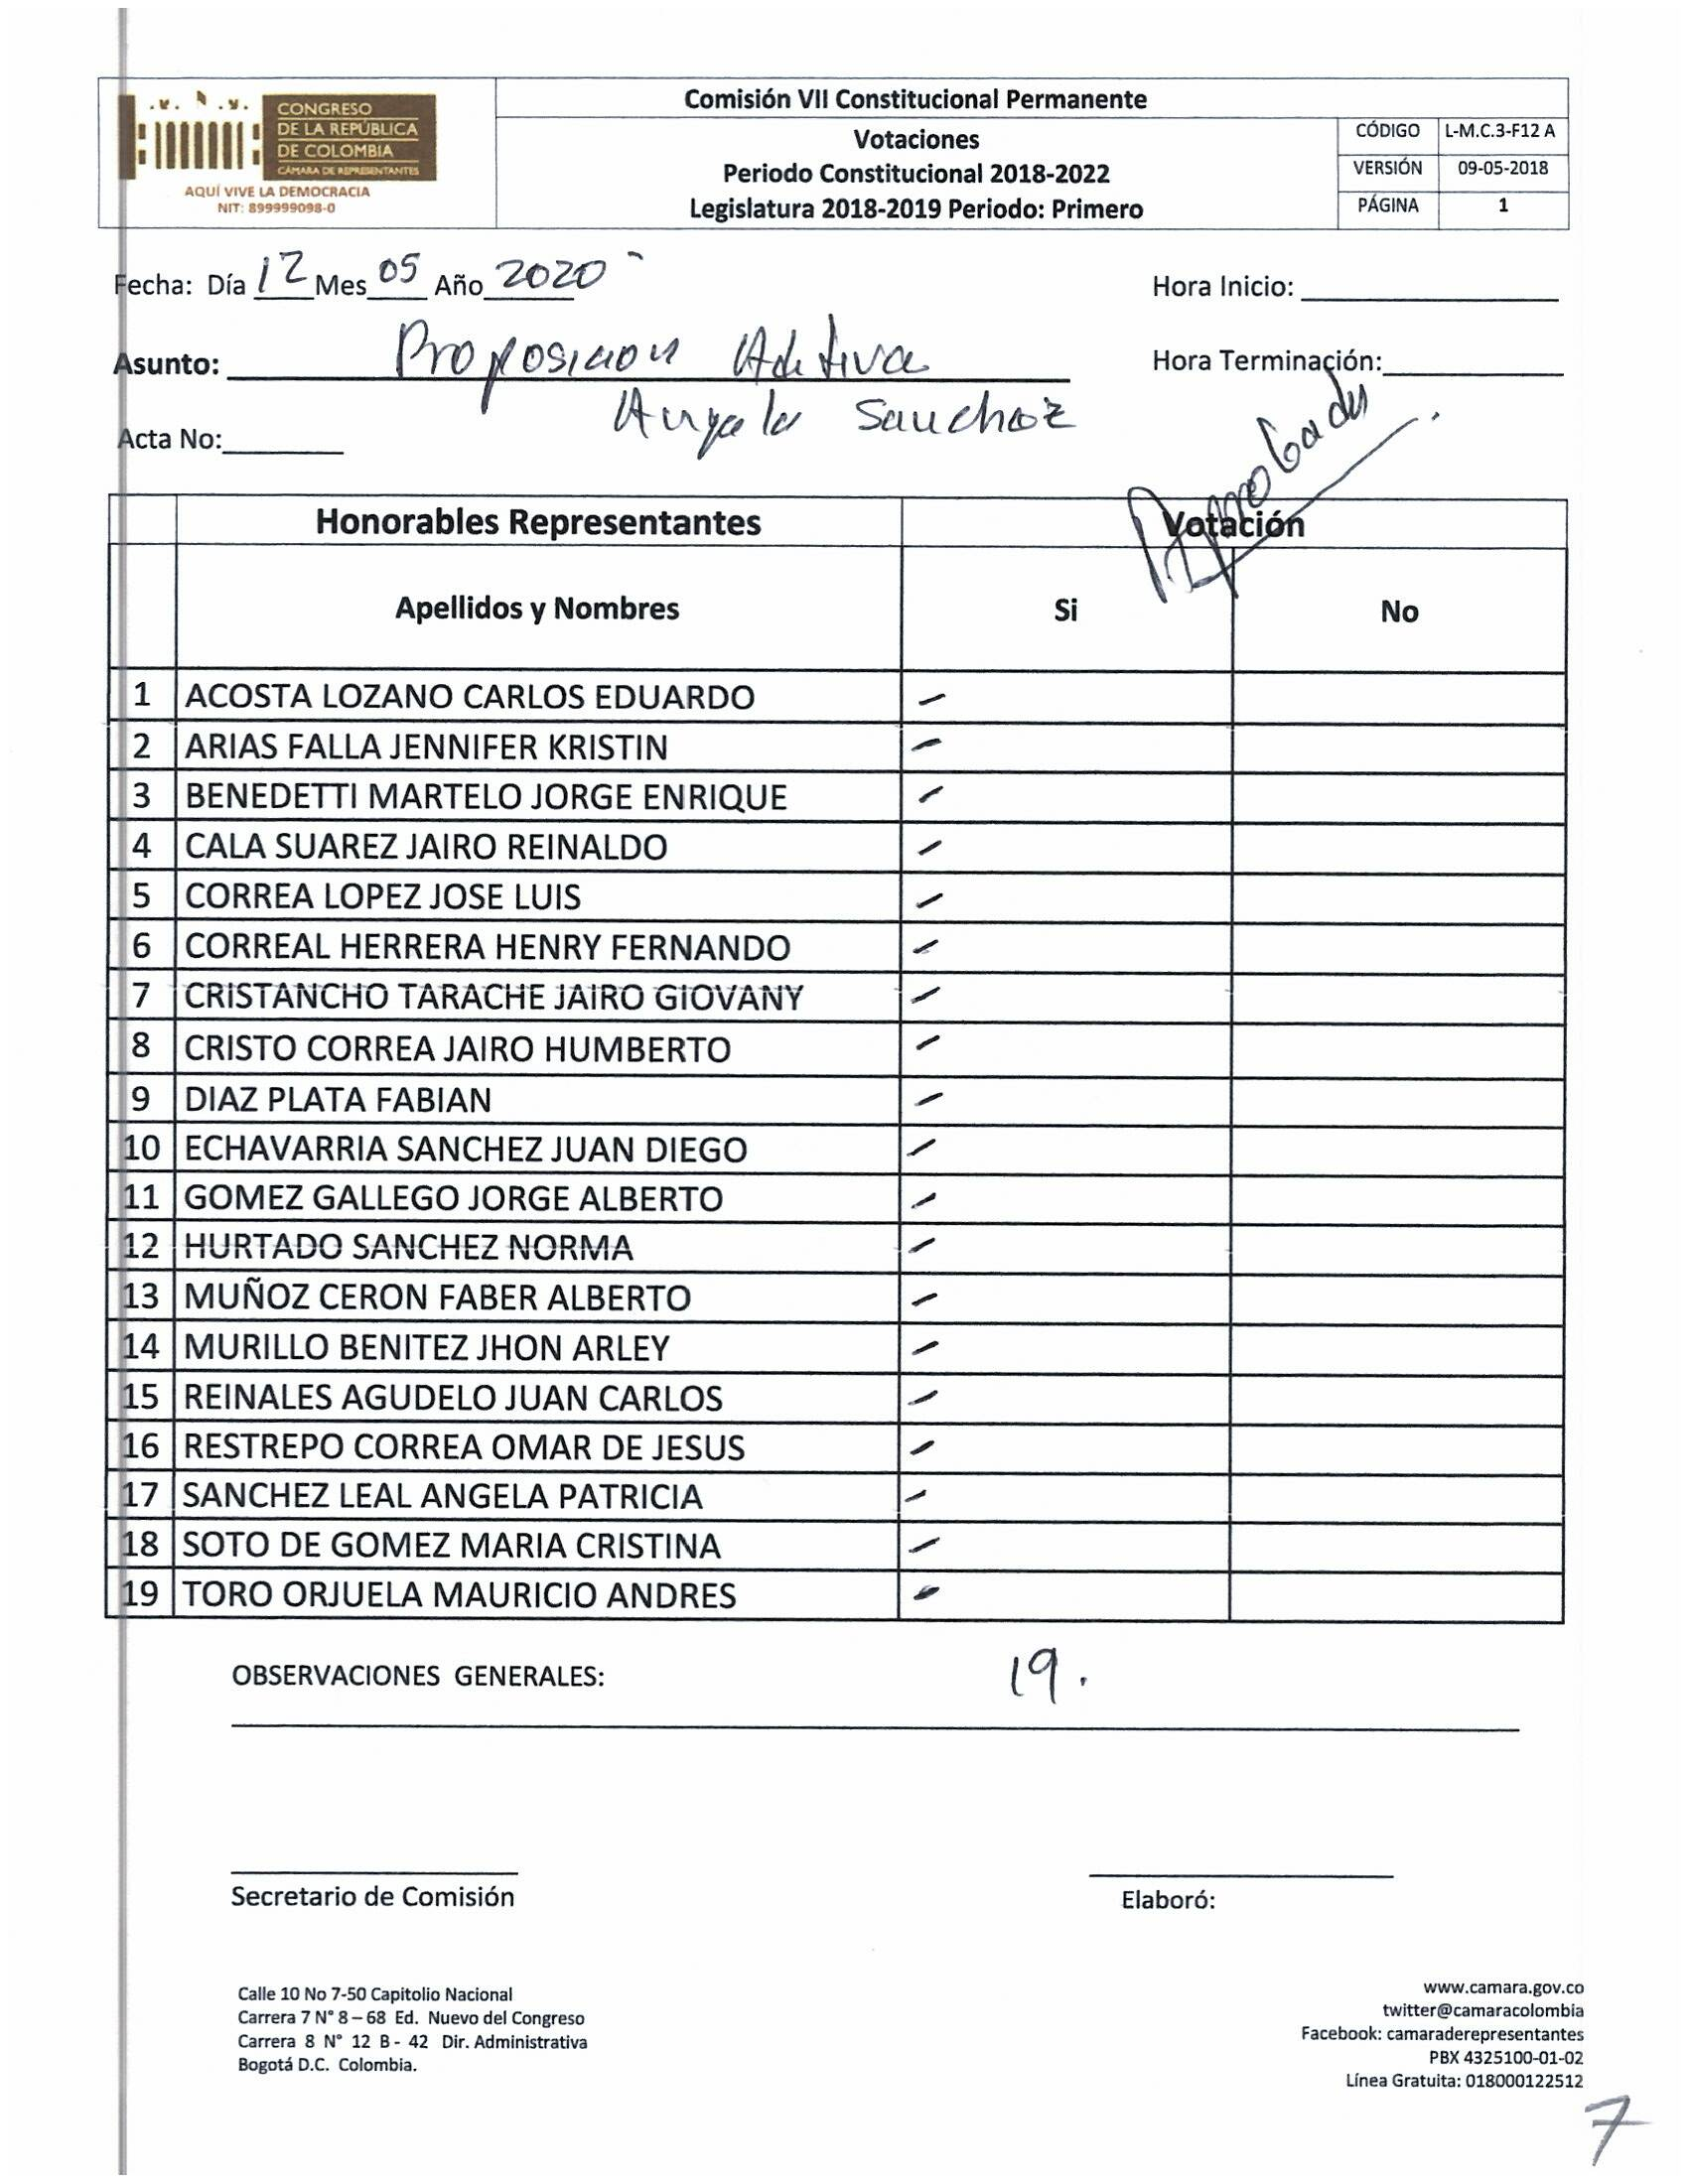 CONGRESO
DE LA REPÚBLICA
DE COLOMBIA
CÁMARA DE REPRESENTANTES
AQUÍ VIVE LA DEMOCRACIA
NIT: 899999098-0
Comisión VII Constitucional Permanente
Votaciones
Periodo Constitucional 2018-2022
Legislatura 2018-2019 Periodo: Primero
CÓDIGO L-M.C.3-F12 A
VERSIÓN 09-05-2018
PÁGINA 1
Fecha: Día 12 Mes 05 Año 2020
Hora Inicio:
Asunto: Proposicion Aditiva
Hora Terminación:
Angela Sanchez
Acta No:
Aprobado
Honorables Representantes Votación
Apellidos y Nombres Si No
1 ACOSTA LOZANO CARLOS EDUARDO
2 ARIAS FALLA JENNIFER KRISTIN
3 BENEDETTI MARTELO JORGE ENRIQUE
4 CALA SUAREZ JAIRO REINALDO
5 CORREA LOPEZ JOSE LUIS
6 CORREAL HERRERA HENRY FERNANDO
7 CRISTANCHO TARACHE JAIRO GIOVANY
8 CRISTO CORREA JAIRO HUMBERTO
9 DIAZ PLATA FABIAN
10 ECHAVARRIA SANCHEZ JUAN DIEGO
11 GOMEZ GALLEGO JORGE ALBERTO
12 HURTADO SANCHEZ NORMA
13 MUÑOZ CERON FABER ALBERTO
14 MURILLO BENITEZ JHON ARLEY
15 REINALES AGUDELO JUAN CARLOS
16 RESTREPO CORREA OMAR DE JESUS
17 SANCHEZ LEAL ANGELA PATRICIA
18 SOTO DE GOMEZ MARIA CRISTINA
19 TORO ORJUELA MAURICIO ANDRES
OBSERVACIONES GENERALES: 19.
Secretario de Comisión
Elaboró:
Calle 10 No 7-50 Capitolio Nacional
Carrera 7 N° 8 – 68 Ed. Nuevo del Congreso
Carrera 8 N° 12 B - 42 Dir. Administrativa
Bogotá D.C. Colombia.
www.camara.gov.co
twitter@camaracolombia
Facebook: camaraderepresentantes
PBX 4325100-01-02
Línea Gratuita: 018000122512
7